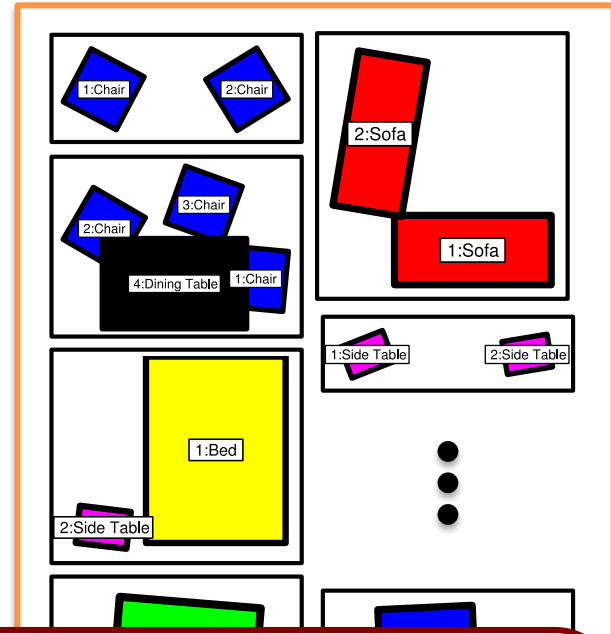 1:Chair
2:Chair
2:Chair
3:Chair
1:Chair
4:Dining Table
1:Bed
2:Side Table
2:Sofa
1:Sofa
1:Side Table
2:Side Table